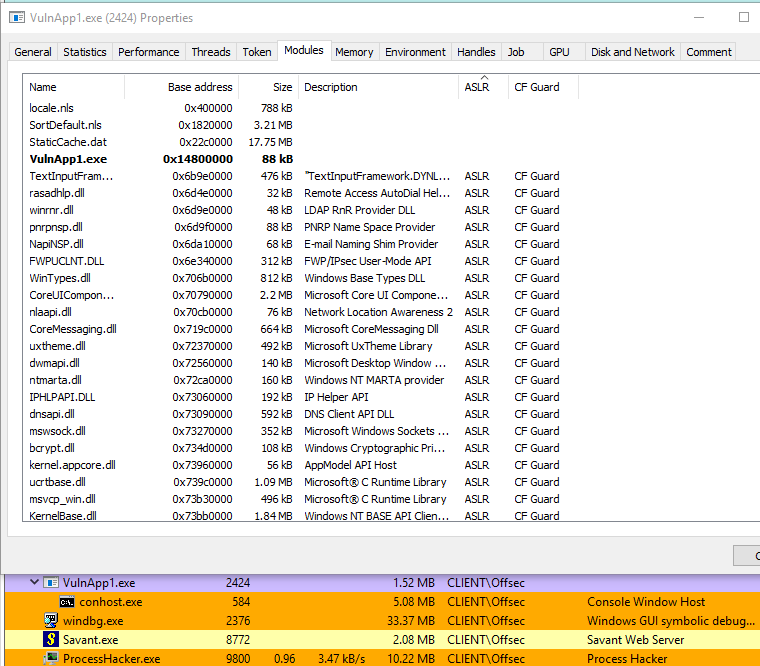 VulnApp1.exe (2424) Properties
General Statistics Performance Threads Token Modules Memory Environment Handles Job GPU Disk and Network Comment
Name Base address Size Description ASLR CF Guard
locale.nls 0x400000 788 kB
SortDefault.nls 0x1820000 3.21 MB
StaticCache.dat 0x22c0000 17.75 MB
VulnApp1.exe 0x14800000 88 kB
TextInputFram... 0x6b9e0000 476 kB "TextInputFramework.DYNL... ASLR CF Guard
rasadhlp.dll 0x6d4e0000 32 kB Remote Access AutoDial Hel... ASLR CF Guard
winrnr.dll 0x6d9e0000 48 kB LDAP RnR Provider DLL ASLR CF Guard
pnrpnsp.dll 0x6d9f0000 88 kB PNRP Name Space Provider ASLR CF Guard
NapiNSP.dll 0x6da10000 68 kB E-mail Naming Shim Provider ASLR CF Guard
FWPUCLNT.DLL 0x6e340000 312 kB FWP/IPsec User-Mode API ASLR CF Guard
WinTypes.dll 0x706b0000 812 kB Windows Base Types DLL ASLR CF Guard
CoreUICompon... 0x70790000 2.2 MB Microsoft Core UI Compone... ASLR CF Guard
nlaapi.dll 0x70cb0000 76 kB Network Location Awareness 2 ASLR CF Guard
CoreMessaging.dll 0x719c0000 664 kB Microsoft CoreMessaging Dll ASLR CF Guard
uxtheme.dll 0x72370000 492 kB Microsoft UxTheme Library ASLR CF Guard
dwmapi.dll 0x72560000 140 kB Microsoft Desktop Window ... ASLR CF Guard
ntmarta.dll 0x72ca0000 160 kB Windows NT MARTA provider ASLR CF Guard
IPHLPAPI.DLL 0x73060000 192 kB IP Helper API ASLR CF Guard
dnsapi.dll 0x73090000 592 kB DNS Client API DLL ASLR CF Guard
mswsock.dll 0x73270000 352 kB Microsoft Windows Sockets ... ASLR CF Guard
bcrypt.dll 0x734d0000 108 kB Windows Cryptographic Pri... ASLR CF Guard
kernel.appcore.dll 0x73960000 56 kB AppModel API Host ASLR CF Guard
ucrtbase.dll 0x739c0000 1.09 MB Microsoft® C Runtime Library ASLR CF Guard
msvcp_win.dll 0x73b30000 496 kB Microsoft® C Runtime Library ASLR CF Guard
KernelBase.dll 0x73bb0000 1.84 MB Windows NT BASE API Clien... ASLR CF Guard
C
VulnApp1.exe 2424 1.52 MB CLIENT\Offsec
conhost.exe 584 5.08 MB CLIENT\Offsec Console Window Host
windbg.exe 2376 33.37 MB CLIENT\Offsec Windows GUI symbolic debug...
Savant.exe 8772 2.08 MB CLIENT\Offsec Savant Web Server
ProcessHacker.exe 9800 0.96 3.47 kB/s 10.22 MB CLIENT\Offsec Process Hacker